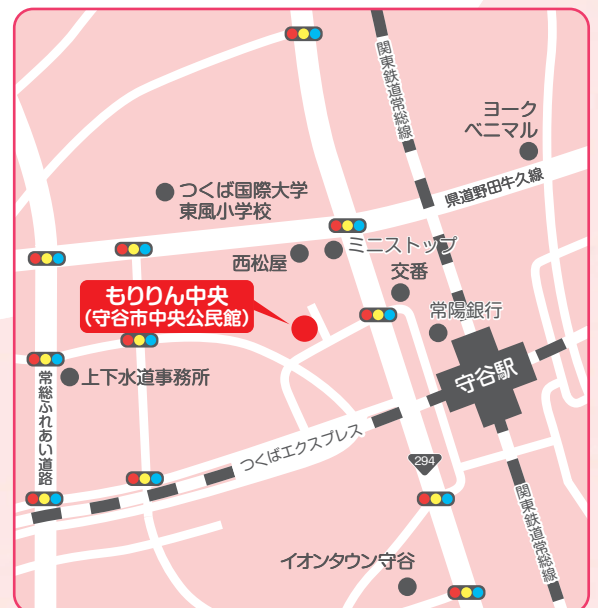 関東鉄道常総線
ヨーク
ベニマル
県道野田牛久線
つくば国際大学
東風小学校
ミニストップ
西松屋
交番
もりりん中央
(守谷市中央公民館)
常陽銀行
守谷駅
上下水道事務所
常総ふれあい道路
つくばエクスプレス
294
関東鉄道常総線
イオンタウン守谷